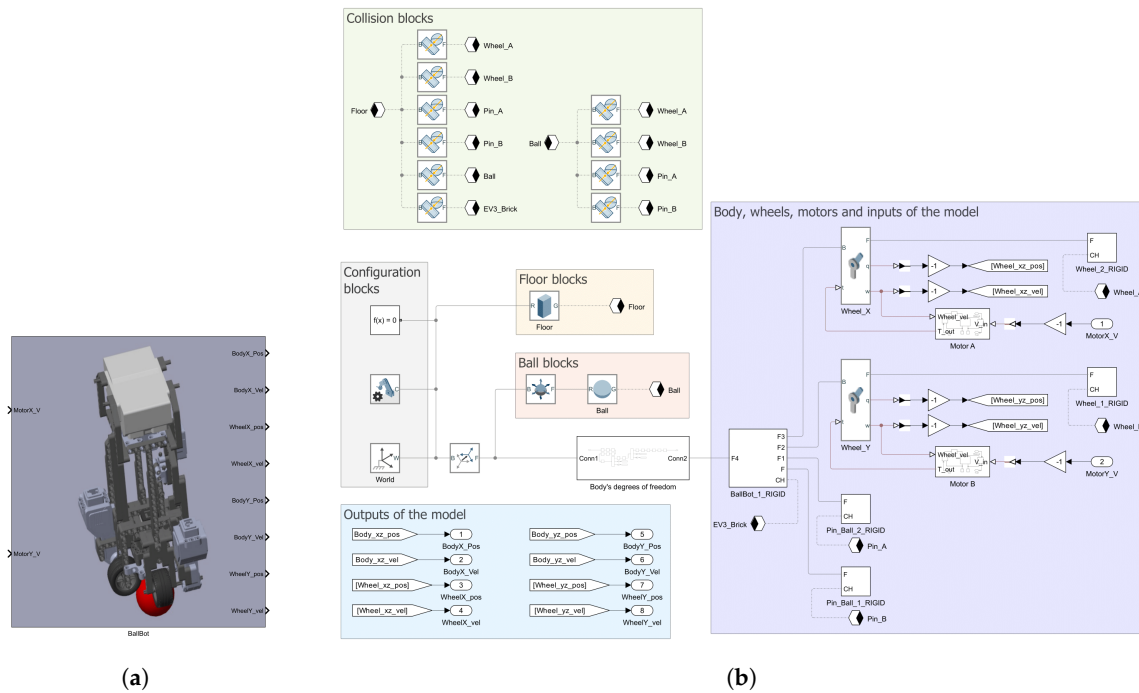 MotorX_V
MotorY_V
BodyX_Pos
BodyX_Vel
WheelX_pos
WheelX_vel
BodyY_Pos
BodyY_Vel
WheelY_pos
WheelY_vel
BallBot
(a)
Collision blocks
Floor
B F
Wheel_A
B F
Wheel_B
B F
Pin_A
B F
Pin_B
B F
Ball
B F
EV3_Brick
Ball
B F
Wheel_A
B F
Wheel_B
B F
Pin_A
B F
Pin_B
Configuration
blocks
f(x) = 0
C
W
World
B F
Floor blocks
R G
Floor
Floor
Ball blocks
B F
R G
Ball
Ball
Conn1
Conn2
Body's degrees of freedom
Outputs of the model
Body_xz_pos
1
BodyX_Pos
Body_xz_vel
2
BodyX_Vel
[Wheel_xz_pos]
3
WheelX_pos
[Wheel_xz_vel]
4
WheelX_vel
Body_yz_pos
5
BodyY_Pos
Body_yz_vel
6
BodyY_Vel
[Wheel_yz_pos]
7
WheelY_pos
[Wheel_yz_vel]
8
WheelY_vel
Body, wheels, motors and inputs of the model
B
F
q
t
w
Wheel_X
-1
[Wheel_xz_pos]
-1
[Wheel_xz_vel]
F
CH
Wheel_2_RIGID
Wheel_vel
V_in
T_out
Motor A
-1
1
MotorX_V
B
F
q
t
w
Wheel_Y
-1
[Wheel_yz_pos]
-1
[Wheel_yz_vel]
F
CH
Wheel_1_RIGID
Wheel_vel
V_in
T_out
Motor B
-1
2
MotorY_V
F4
F3
F2
F1
F
CH
BallBot_1_RIGID
EV3_Brick
F
CH
Pin_Ball_2_RIGID
Pin_A
F
CH
Pin_Ball_1_RIGID
Pin_B
(b)